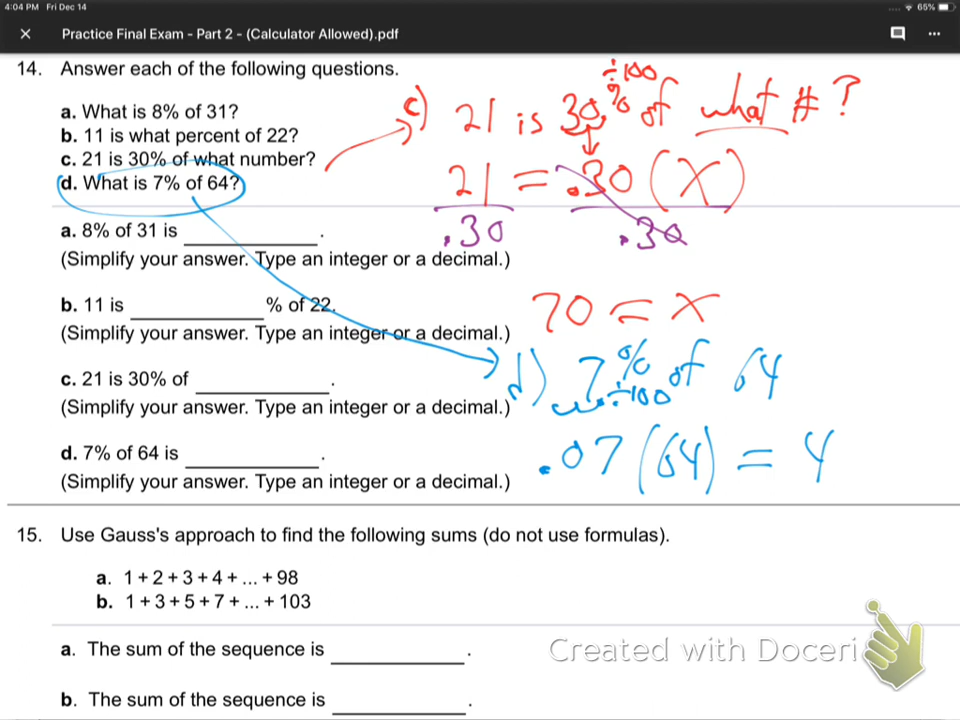 4:04 PM Fri Dec 14
65%
Practice Final Exam - Part 2 - (Calculator Allowed).pdf
14. Answer each of the following questions.
a. What is 8% of 31?
b. 11 is what percent of 22?
c. 21 is 30% of what number?
d. What is 7% of 64?
a. 8% of 31 is ____________.
(Simplify your answer. Type an integer or a decimal.)
b. 11 is ____________% of 22.
(Simplify your answer. Type an integer or a decimal.)
c. 21 is 30% of ____________.
(Simplify your answer. Type an integer or a decimal.)
d. 7% of 64 is ____________.
(Simplify your answer. Type an integer or a decimal.)
÷100
c) 21 is 30.% of what # ?
21 = .30 (X)
.30 .30
70 = X
d) 7% of 64
÷100
.07 (64) = 4
15. Use Gauss's approach to find the following sums (do not use formulas).
a. 1 + 2 + 3 + 4 + ... + 98
b. 1 + 3 + 5 + 7 + ... + 103
a. The sum of the sequence is ____________.
b. The sum of the sequence is ____________.
Created with Doceri